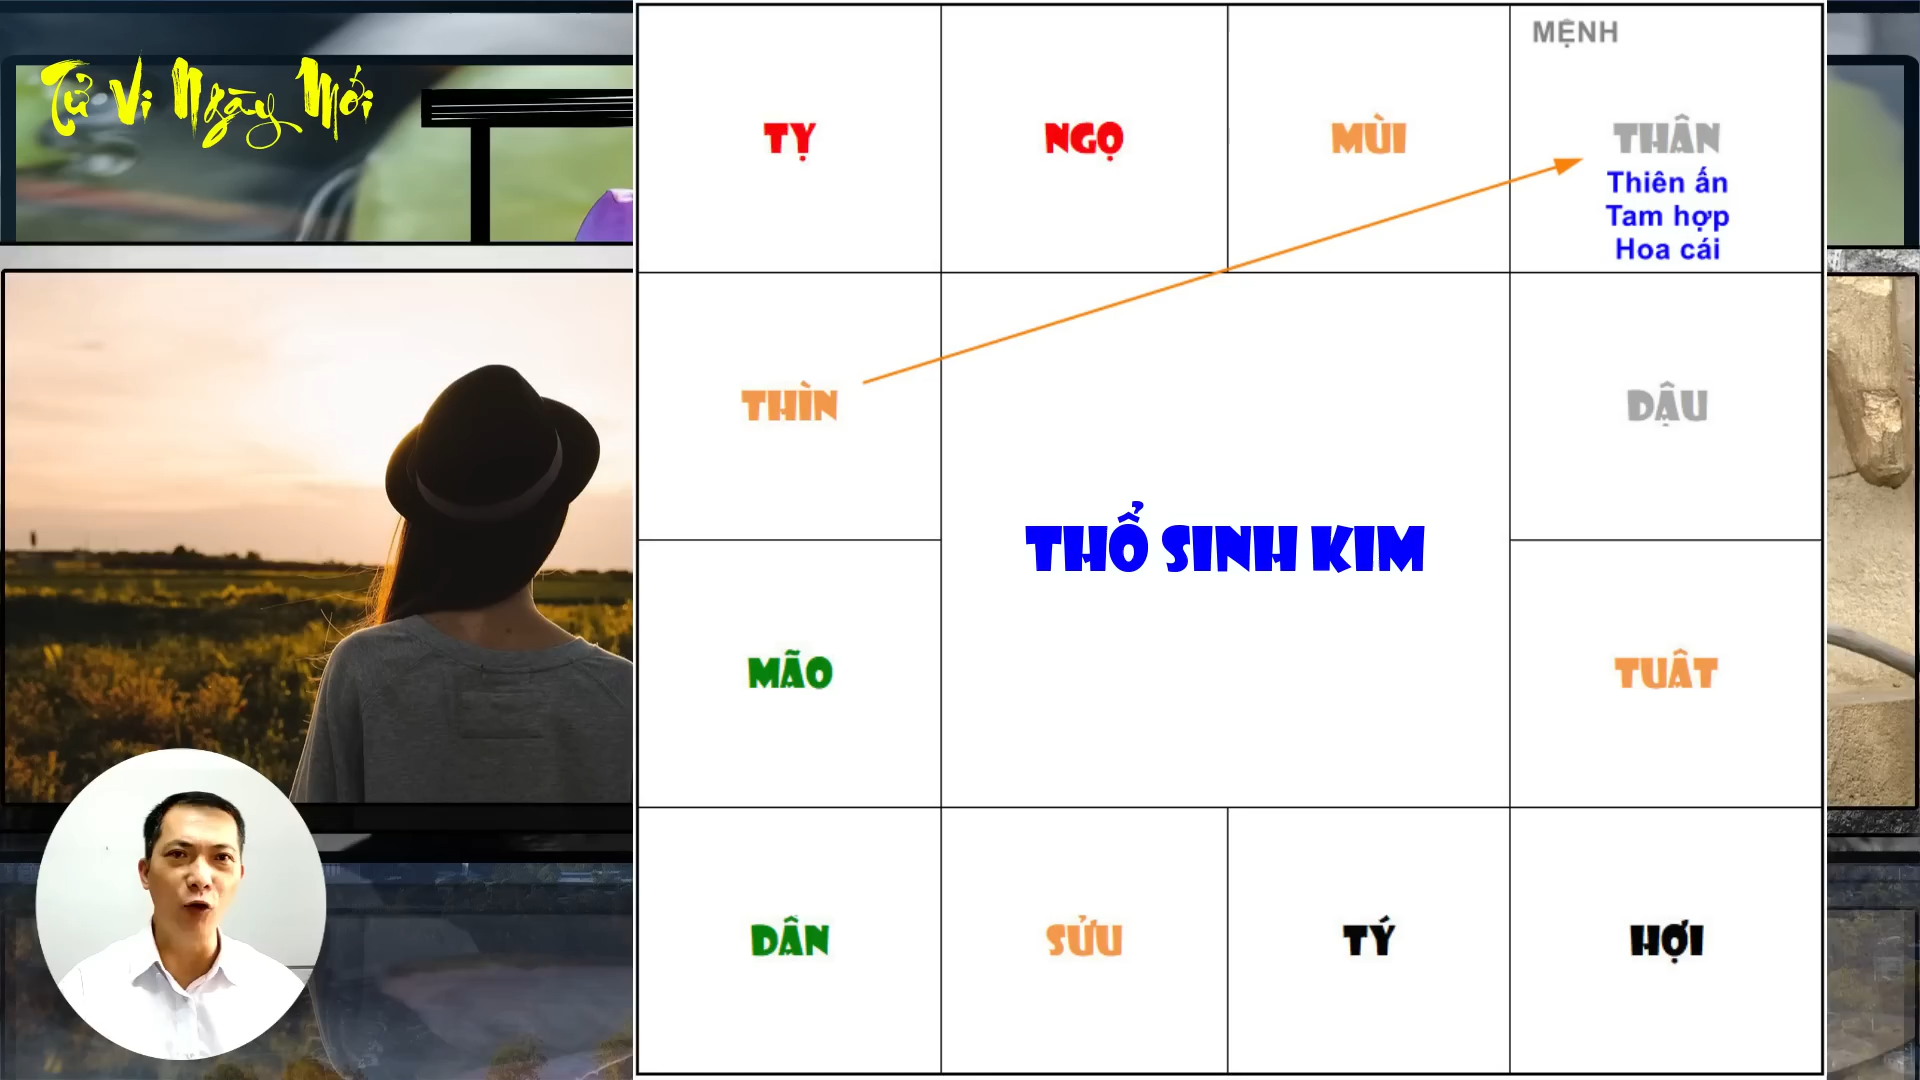 Tử Vi Ngày Mới
MỆNH
TỴ
NGỌ
MÙI
THÂN
Thiên ấn
Tam hợp
Hoa cái
THÌN
DẬU
THỔ SINH KIM
MÃO
TUẤT
DẦN
SỬU
TÝ
HỢI